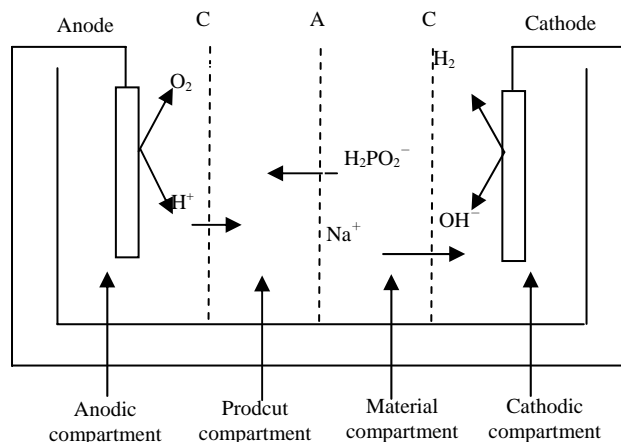 Anode C A C Cathode
O₂ H₂
H₂PO₂⁻
H⁺ Na⁺ OH⁻
Anodic compartment
Prodcut compartment
Material compartment
Cathodic compartment